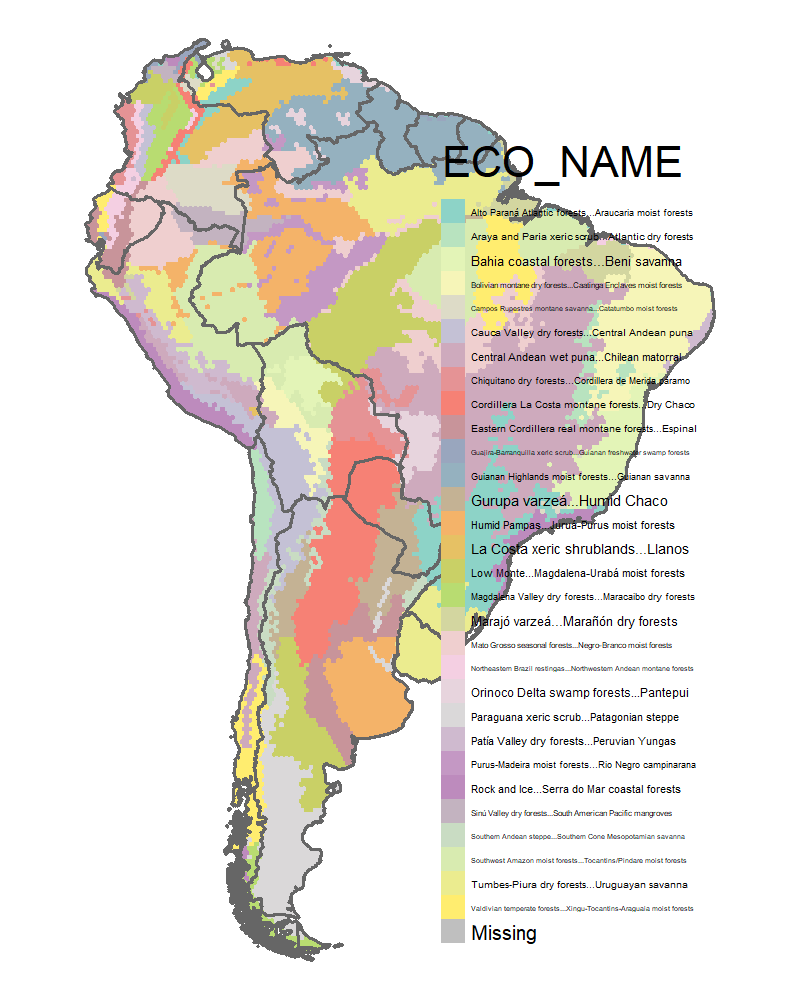 ECO_NAME
Alto Paraná Atlantic forests...Araucaria moist forests
Araya and Paria xeric scrub...Atlantic dry forests
Bahia coastal forests...Beni savanna
Bolivian montane dry forests...Caatinga Enclaves moist forests
Campos Rupestres montane savanna...Catatumbo moist forests
Cauca Valley dry forests...Central Andean puna
Central Andean wet puna...Chilean matorral
Chiquitano dry forests...Cordillera de Merida páramo
Cordillera La Costa montane forests...Dry Chaco
Eastern Cordillera real montane forests...Espinal
Guajira-Barranquilla xeric scrub...Guianan freshwater swamp forests
Guianan Highlands moist forests...Guianan savanna
Gurupa varzeá...Humid Chaco
Humid Pampas...Juruá-Purus moist forests
La Costa xeric shrublands...Llanos
Low Monte...Magdalena-Urabá moist forests
Magdalena Valley dry forests...Maracaibo dry forests
Marajó varzeá...Marañón dry forests
Mato Grosso seasonal forests...Negro-Branco moist forests
Northeastern Brazil restingas...Northwestern Andean montane forests
Orinoco Delta swamp forests...Pantepui
Paraguana xeric scrub...Patagonian steppe
Patía Valley dry forests...Peruvian Yungas
Purus-Madeira moist forests...Rio Negro campinarana
Rock and Ice...Serra do Mar coastal forests
Sinú Valley dry forests...South American Pacific mangroves
Southern Andean steppe...Southern Cone Mesopotamian savanna
Southwest Amazon moist forests...Tocantins/Pindare moist forests
Tumbes-Piura dry forests...Uruguayan savanna
Valdivian temperate forests...Xingu-Tocantins-Araguaia moist forests
Missing